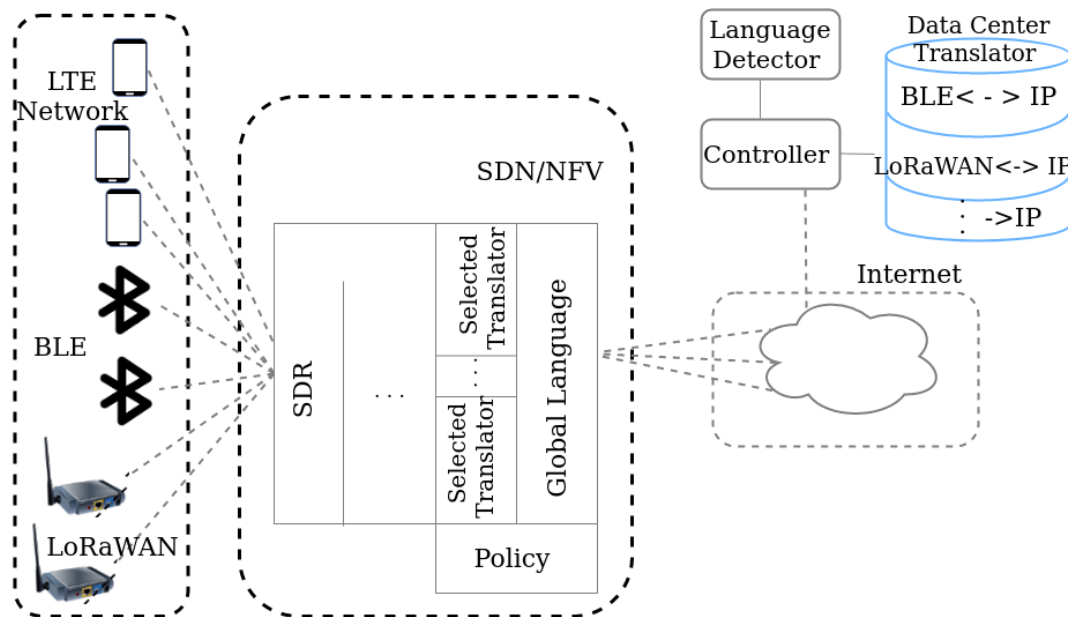 LTE
Network
BLE
LoRaWAN
SDN/NFV
SDR
. . .
Selected
Translator
. . .
Selected
Translator
Global Language
Policy
Language
Detector
Controller
Data Center
Translator
BLE< - > IP
LoRaWAN<-> IP
: ->IP
Internet